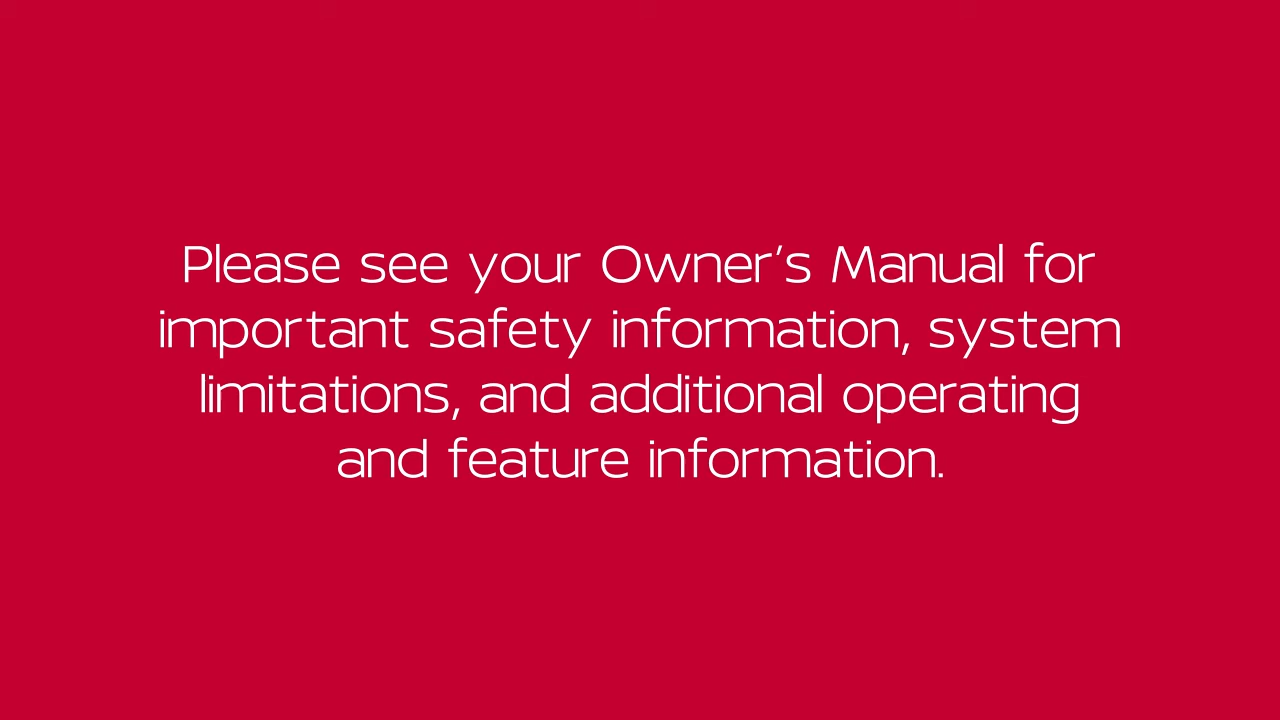 Please see your Owner’s Manual for
important safety information, system
limitations, and additional operating
and feature information.